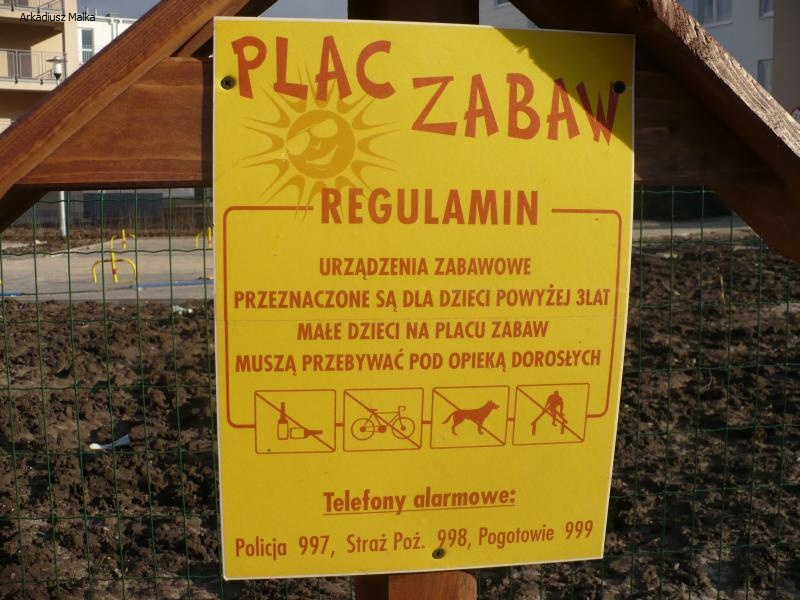 Arkadiusz Malka
PLAC
ZABAW
REGULAMIN
URZĄDZENIA ZABAWOWE
PRZEZNACZONE SĄ DLA DZIECI POWYŻEJ 3LAT
MAŁE DZIECI NA PLACU ZABAW
MUSZĄ PRZEBYWAĆ POD OPIEKĄ DOROSŁYCH
Telefony alarmowe:
Policja 997, Straż Poż. 998, Pogotowie 999